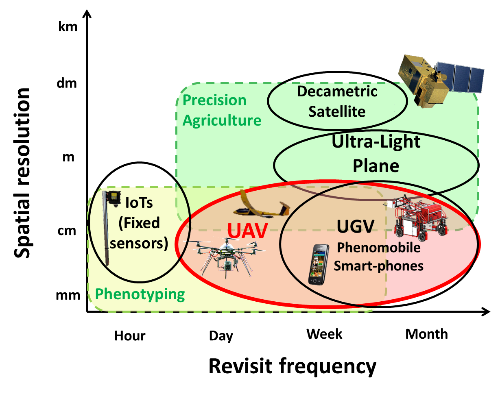 km
dm
m
cm
mm
Spatial resolution
Precision
Agriculture
Decametric
Satellite
Ultra-Light
Plane
IoTs
(Fixed
sensors)
UAV
UGV
Phenomobile
Smart-phones
Phenotyping
Hour
Day
Week
Month
Revisit frequency